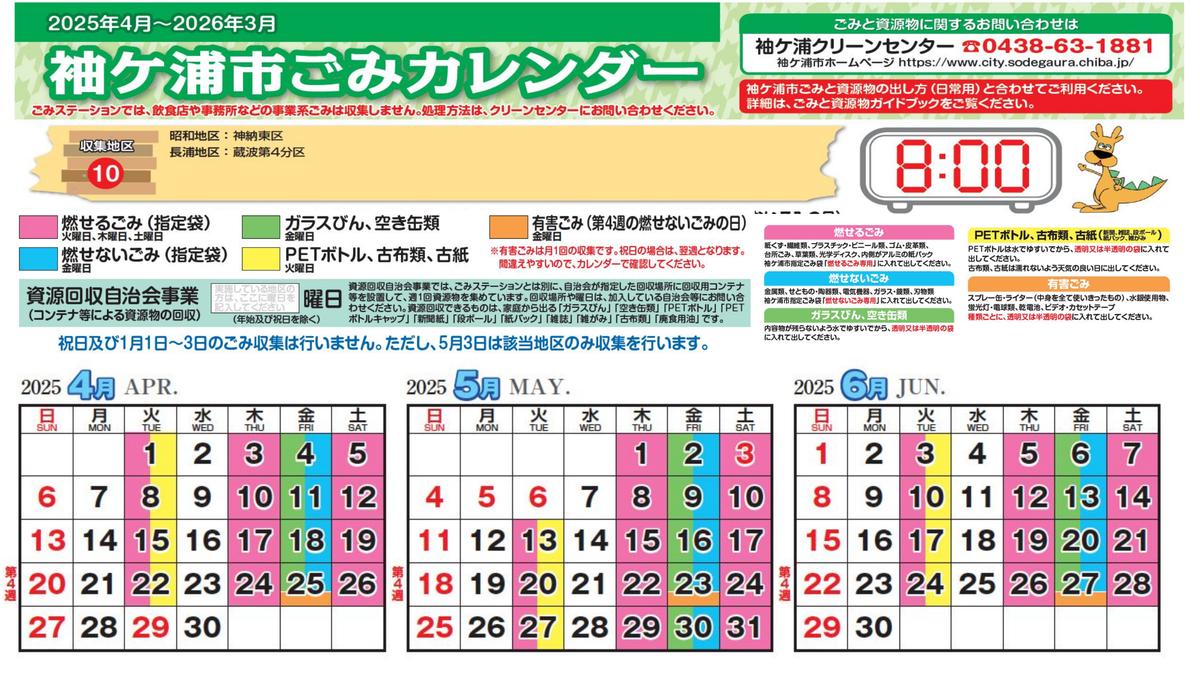 2025年4月～2026年3月
袖ケ浦市ごみカレンダー
ごみステーションでは、飲食店や事務所などの事業系ごみは収集しません。処理方法は、クリーンセンターにお問い合わせください。
ごみと資源物に関するお問い合わせは
袖ケ浦クリーンセンター ☎0438-63-1881
袖ケ浦市ホームページ https://www.city.sodegaura.chiba.jp/
袖ケ浦市ごみと資源物の出し方（日常用）と合わせてご利用ください。
詳細は、ごみと資源物ガイドブックをご覧ください。
収集地区
10
昭和地区：神納東区
長浦地区：蔵波第4分区
8:00
燃せるごみ（指定袋）
火曜日、木曜日、土曜日
ガラスびん、空き缶類
金曜日
有害ごみ（第4週の燃せないごみの日）
金曜日
燃せないごみ（指定袋）
金曜日
PETボトル、古布類、古紙
火曜日
※有害ごみは月1回の収集です。祝日の場合は、翌週となります。
間違えやすいので、カレンダーで確認してください。
資源回収自治会事業
（コンテナ等による資源物の回収）
実施している地区の
方は、ここに曜日を
記入してください
曜日
（年始及び祝日を除く）
資源回収自治会事業では、ごみステーションとは別に、自治会が指定した回収場所に回収用コンテナ
等を設置して、週1回資源物を集めています。回収場所や曜日は、加入している自治会等にお問い合
わせください。資源回収できるものは、家庭から出る「ガラスびん」「空き缶類」「PETボトル」「PET
ボトルキャップ」「新聞紙」「段ボール」「紙パック」「雑誌」「雑がみ」「古布類」「廃食用油」です。
祝日及び1月1日～3日のごみ収集は行いません。ただし、5月3日は該当地区のみ収集を行います。
燃せるごみ
紙くず・繊維類、プラスチック・ビニール類、ゴム・皮革類、
台所ごみ、草葉類、光学ディスク、内側がアルミの紙パック
袖ケ浦市指定ごみ袋「燃せるごみ専用」に入れて出してください。
燃せないごみ
金属類、せともの・陶器類、電気機器、ガラス・鏡類、刃物類
袖ケ浦市指定ごみ袋「燃せないごみ専用」に入れて出してください。
ガラスびん、空き缶類
内容物が残らないよう水でゆすいでから、透明又は半透明の袋
に入れて出してください。
PETボトル、古布類、古紙（新聞、雑誌、段ボール 紙パック、雑がみ）
PETボトルは水でゆすいでから、透明又は半透明の袋に入れて
出してください。
古布類、古紙は濡れないよう天気の良い日に出してください。
有害ごみ
スプレー缶・ライター（中身を全て使いきったもの）、水銀使用物、
蛍光灯・電球類、乾電池、ビデオ・カセットテープ
種類ごとに、透明又は半透明の袋に入れて出してください。
2025 4月 APR.
日 月 火 水 木 金 土
SUN MON TUE WED THU FRI SAT
1 2 3 4 5
6 7 8 9 10 11 12
13 14 15 16 17 18 19
第4週 20 21 22 23 24 25 26
27 28 29 30
2025 5月 MAY.
日 月 火 水 木 金 土
SUN MON TUE WED THU FRI SAT
1 2 3
4 5 6 7 8 9 10
11 12 13 14 15 16 17
第4週 18 19 20 21 22 23 24
25 26 27 28 29 30 31
2025 6月 JUN.
日 月 火 水 木 金 土
SUN MON TUE WED THU FRI SAT
1 2 3 4 5 6 7
8 9 10 11 12 13 14
15 16 17 18 19 20 21
第4週 22 23 24 25 26 27 28
29 30